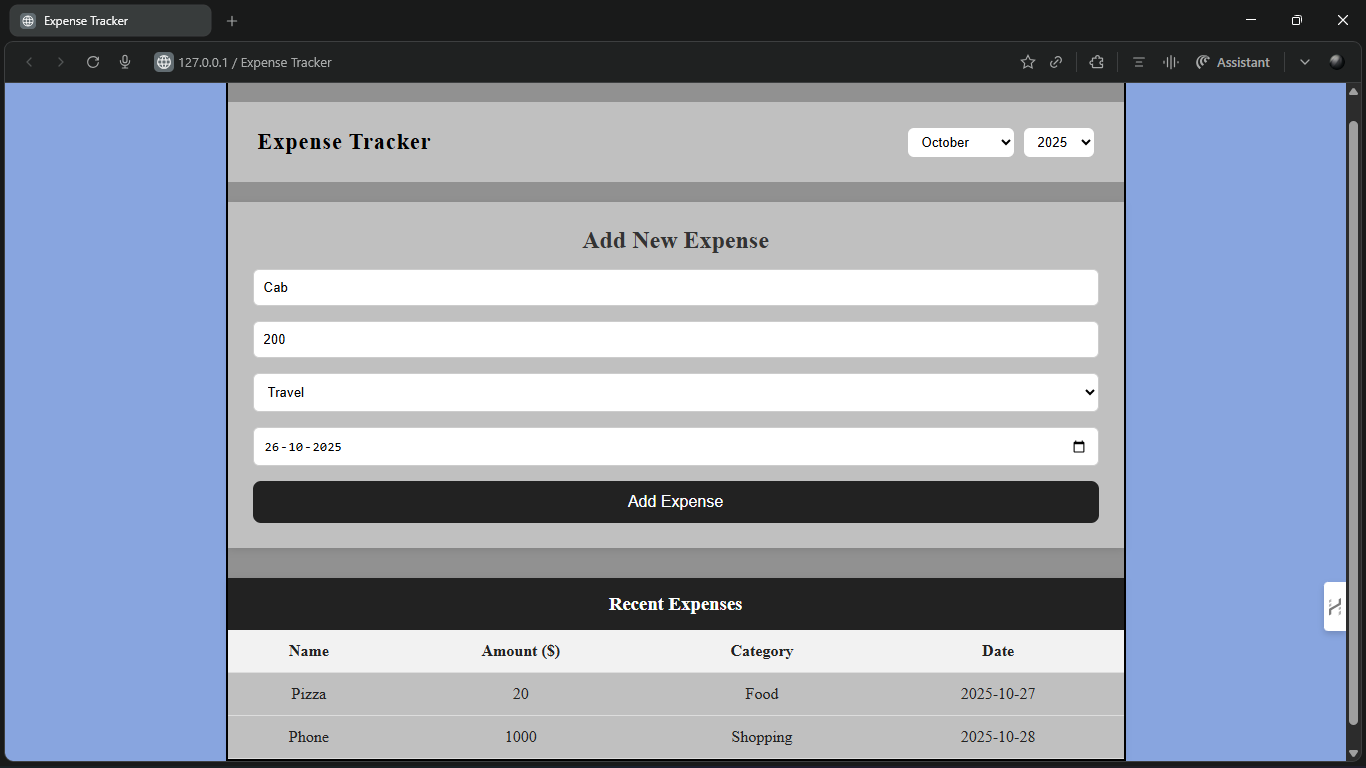 Expense Tracker
127.0.0.1 / Expense Tracker Assistant
Expense Tracker October 2025
Add New Expense
Cab
200
Travel
26-10-2025
Add Expense
Recent Expenses
Name Amount ($) Category Date
Pizza 20 Food 2025-10-27
Phone 1000 Shopping 2025-10-28